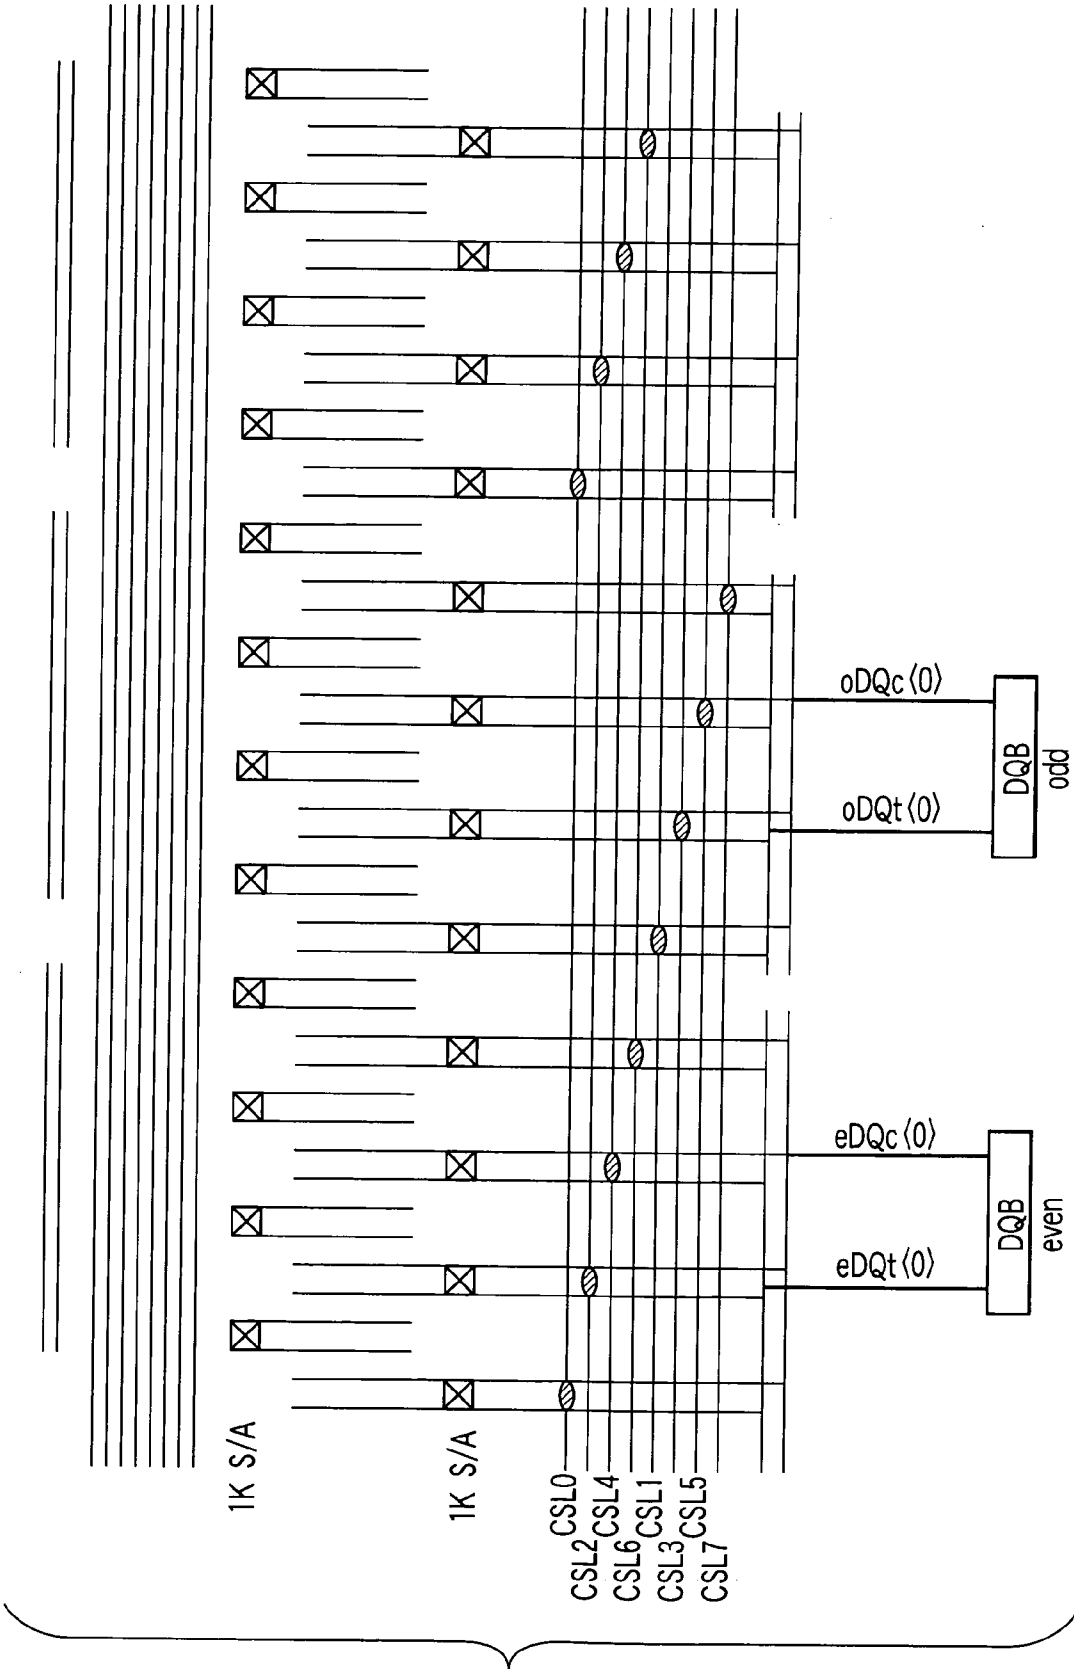 1K S/A
1K S/A
CSL0
CSL2
CSL4
CSL6
CSL1
CSL3
CSL5
CSL7
eDQt⟨0⟩
eDQc⟨0⟩
DQB
even
oDQt⟨0⟩
oDQc⟨0⟩
DQB
odd